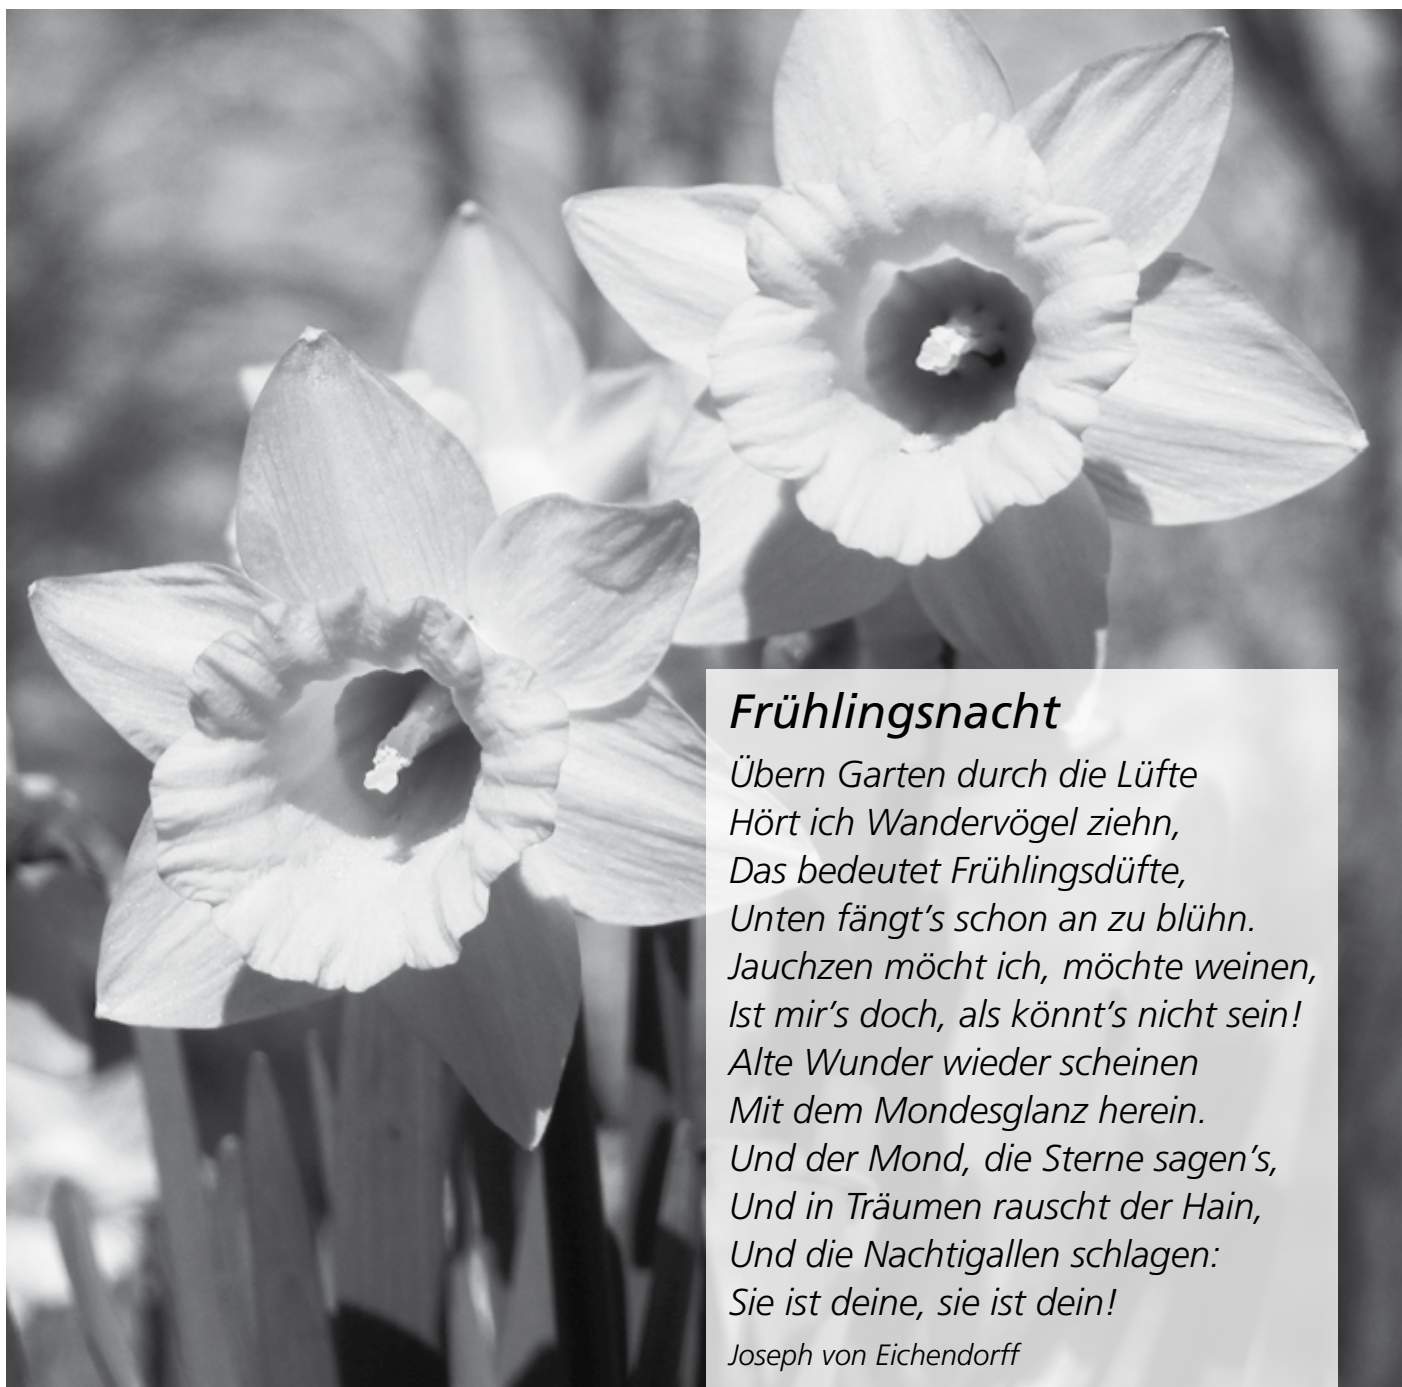 Frühlingsnacht
Übern Garten durch die Lüfte
Hört ich Wandervögel ziehn,
Das bedeutet Frühlingsdüfte,
Unten fängt’s schon an zu blühn.
Jauchzen möcht ich, möchte weinen,
Ist mir’s doch, als könnt’s nicht sein!
Alte Wunder wieder scheinen
Mit dem Mondesglanz herein.
Und der Mond, die Sterne sagen’s,
Und in Träumen rauscht der Hain,
Und die Nachtigallen schlagen:
Sie ist deine, sie ist dein!
Joseph von Eichendorff